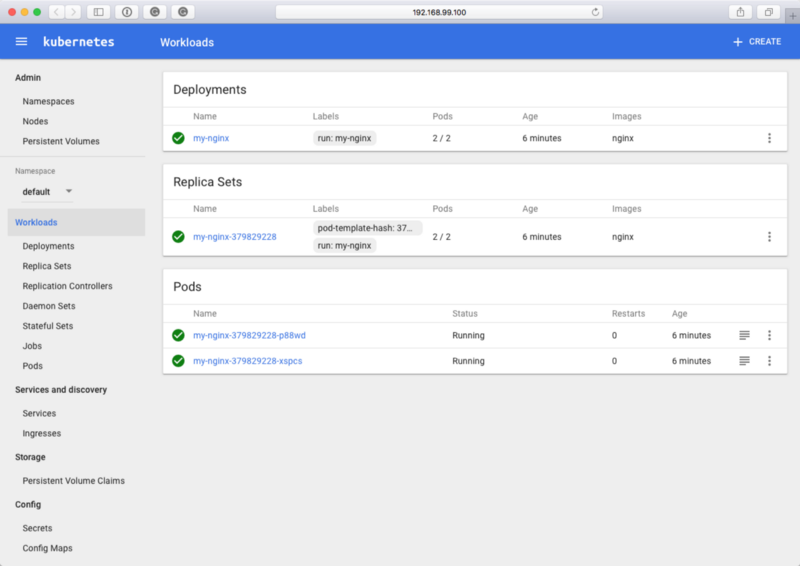 192.168.99.100
kubernetes Workloads + CREATE
Admin
Namespaces
Nodes
Persistent Volumes
Namespace
default
Workloads
Deployments
Replica Sets
Replication Controllers
Daemon Sets
Stateful Sets
Jobs
Pods
Services and discovery
Services
Ingresses
Storage
Persistent Volume Claims
Config
Secrets
Config Maps
Deployments
Name Labels Pods Age Images
my-nginx run: my-nginx 2 / 2 6 minutes nginx
Replica Sets
Name Labels Pods Age Images
my-nginx-379829228 pod-template-hash: 37... 2 / 2 6 minutes nginx
run: my-nginx
Pods
Name Status Restarts Age
my-nginx-379829228-p88wd Running 0 6 minutes
my-nginx-379829228-xspcs Running 0 6 minutes